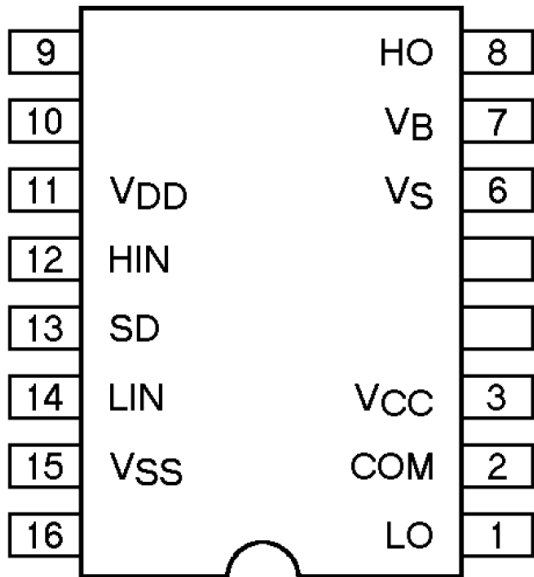 9 HO 8
10 VB 7
11 VDD VS 6
12 HIN
13 SD
14 LIN VCC 3
15 VSS COM 2
16 LO 1